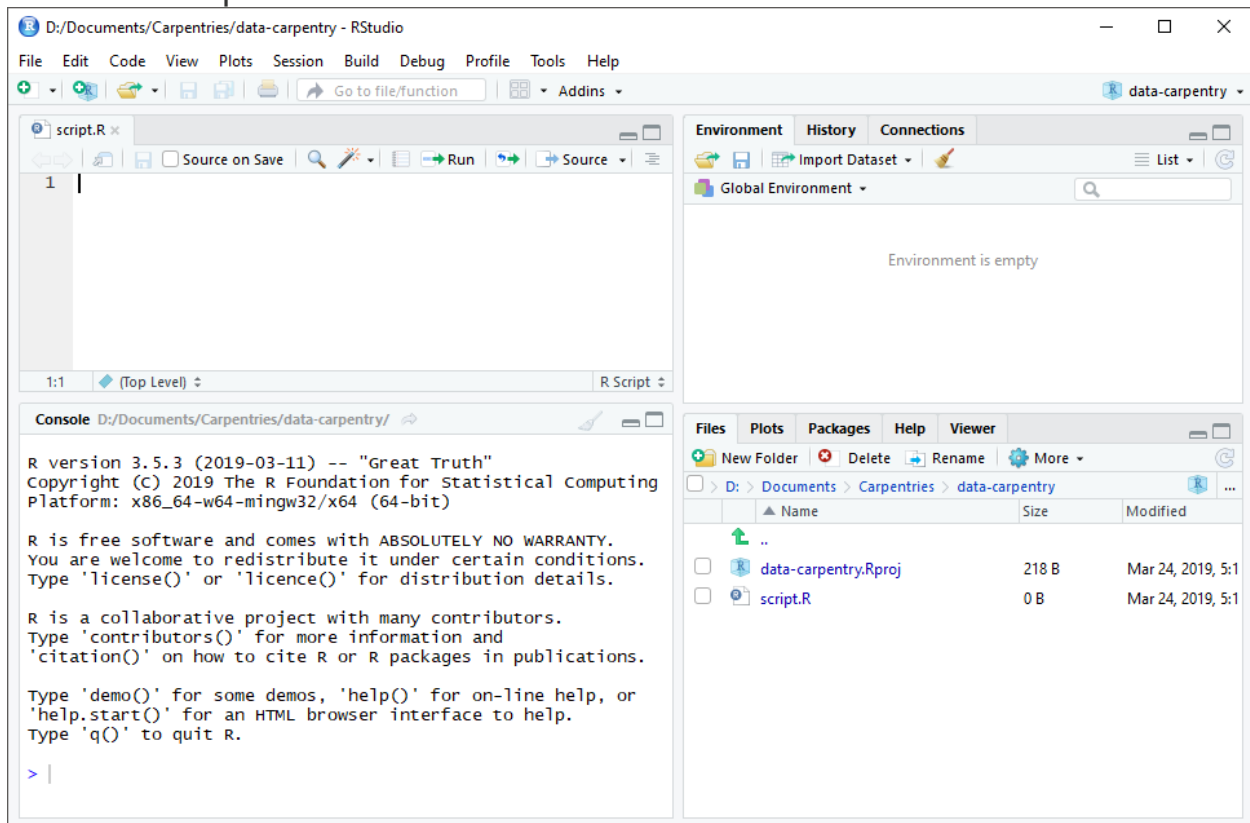 D:/Documents/Carpentries/data-carpentry - RStudio
File Edit Code View Plots Session Build Debug Profile Tools Help
Go to file/function Addins data-carpentry
script.R
Source on Save Run Source
1
1:1 (Top Level) R Script
Console D:/Documents/Carpentries/data-carpentry/
R version 3.5.3 (2019-03-11) -- "Great Truth"
Copyright (C) 2019 The R Foundation for Statistical Computing
Platform: x86_64-w64-mingw32/x64 (64-bit)
R is free software and comes with ABSOLUTELY NO WARRANTY.
You are welcome to redistribute it under certain conditions.
Type 'license()' or 'licence()' for distribution details.
R is a collaborative project with many contributors.
Type 'contributors()' for more information and
'citation()' on how to cite R or R packages in publications.
Type 'demo()' for some demos, 'help()' for on-line help, or
'help.start()' for an HTML browser interface to help.
Type 'q()' to quit R.
>
Environment History Connections
Import Dataset List
Global Environment
Environment is empty
Files Plots Packages Help Viewer
New Folder Delete Rename More
D: > Documents > Carpentries > data-carpentry ...
Name Size Modified
..
data-carpentry.Rproj 218 B Mar 24, 2019, 5:1
script.R 0 B Mar 24, 2019, 5:1